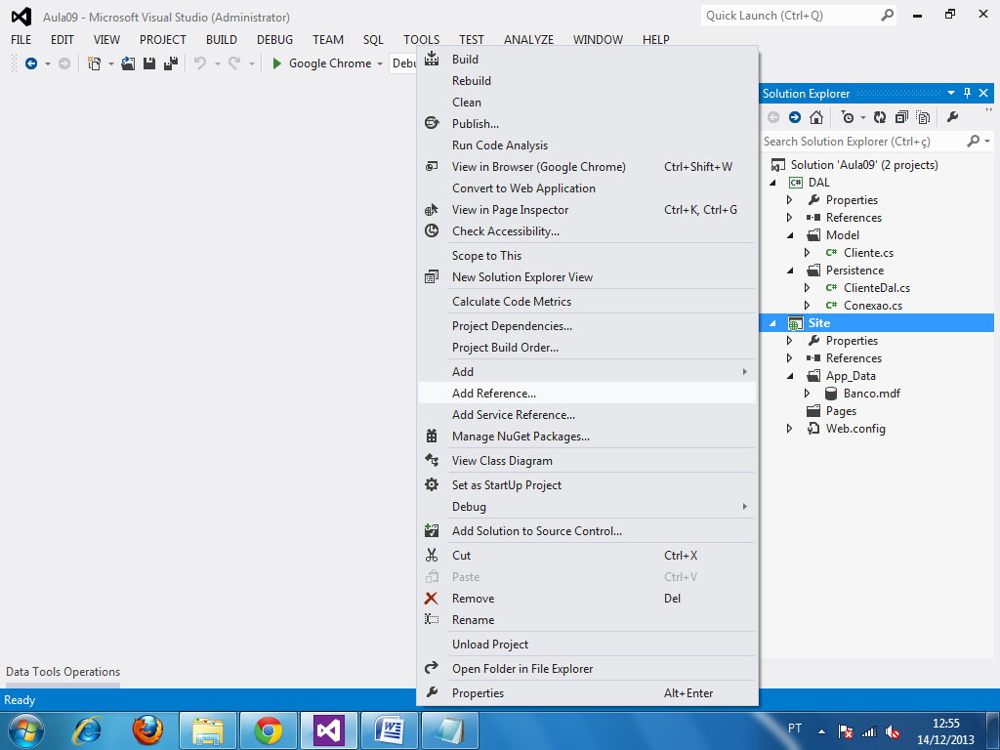 Aula09 - Microsoft Visual Studio (Administrator)
Quick Launch (Ctrl+Q)
FILE EDIT VIEW PROJECT BUILD DEBUG TEAM SQL TOOLS TEST ANALYZE WINDOW HELP
Google Chrome
Debu
Build
Rebuild
Clean
Publish...
Run Code Analysis
View in Browser (Google Chrome) Ctrl+Shift+W
Convert to Web Application
View in Page Inspector Ctrl+K, Ctrl+G
Check Accessibility...
Scope to This
New Solution Explorer View
Calculate Code Metrics
Project Dependencies...
Project Build Order...
Add
Add Reference...
Add Service Reference...
Manage NuGet Packages...
View Class Diagram
Set as StartUp Project
Debug
Add Solution to Source Control...
Cut Ctrl+X
Paste Ctrl+V
Remove Del
Rename
Unload Project
Open Folder in File Explorer
Properties Alt+Enter
Solution Explorer
Search Solution Explorer (Ctrl+ç)
Solution 'Aula09' (2 projects)
C# DAL
Properties
References
Model
C# Cliente.cs
Persistence
C# ClienteDal.cs
C# Conexao.cs
Site
Properties
References
App_Data
Banco.mdf
Pages
Web.config
Data Tools Operations
Ready
PT
12:55
14/12/2013